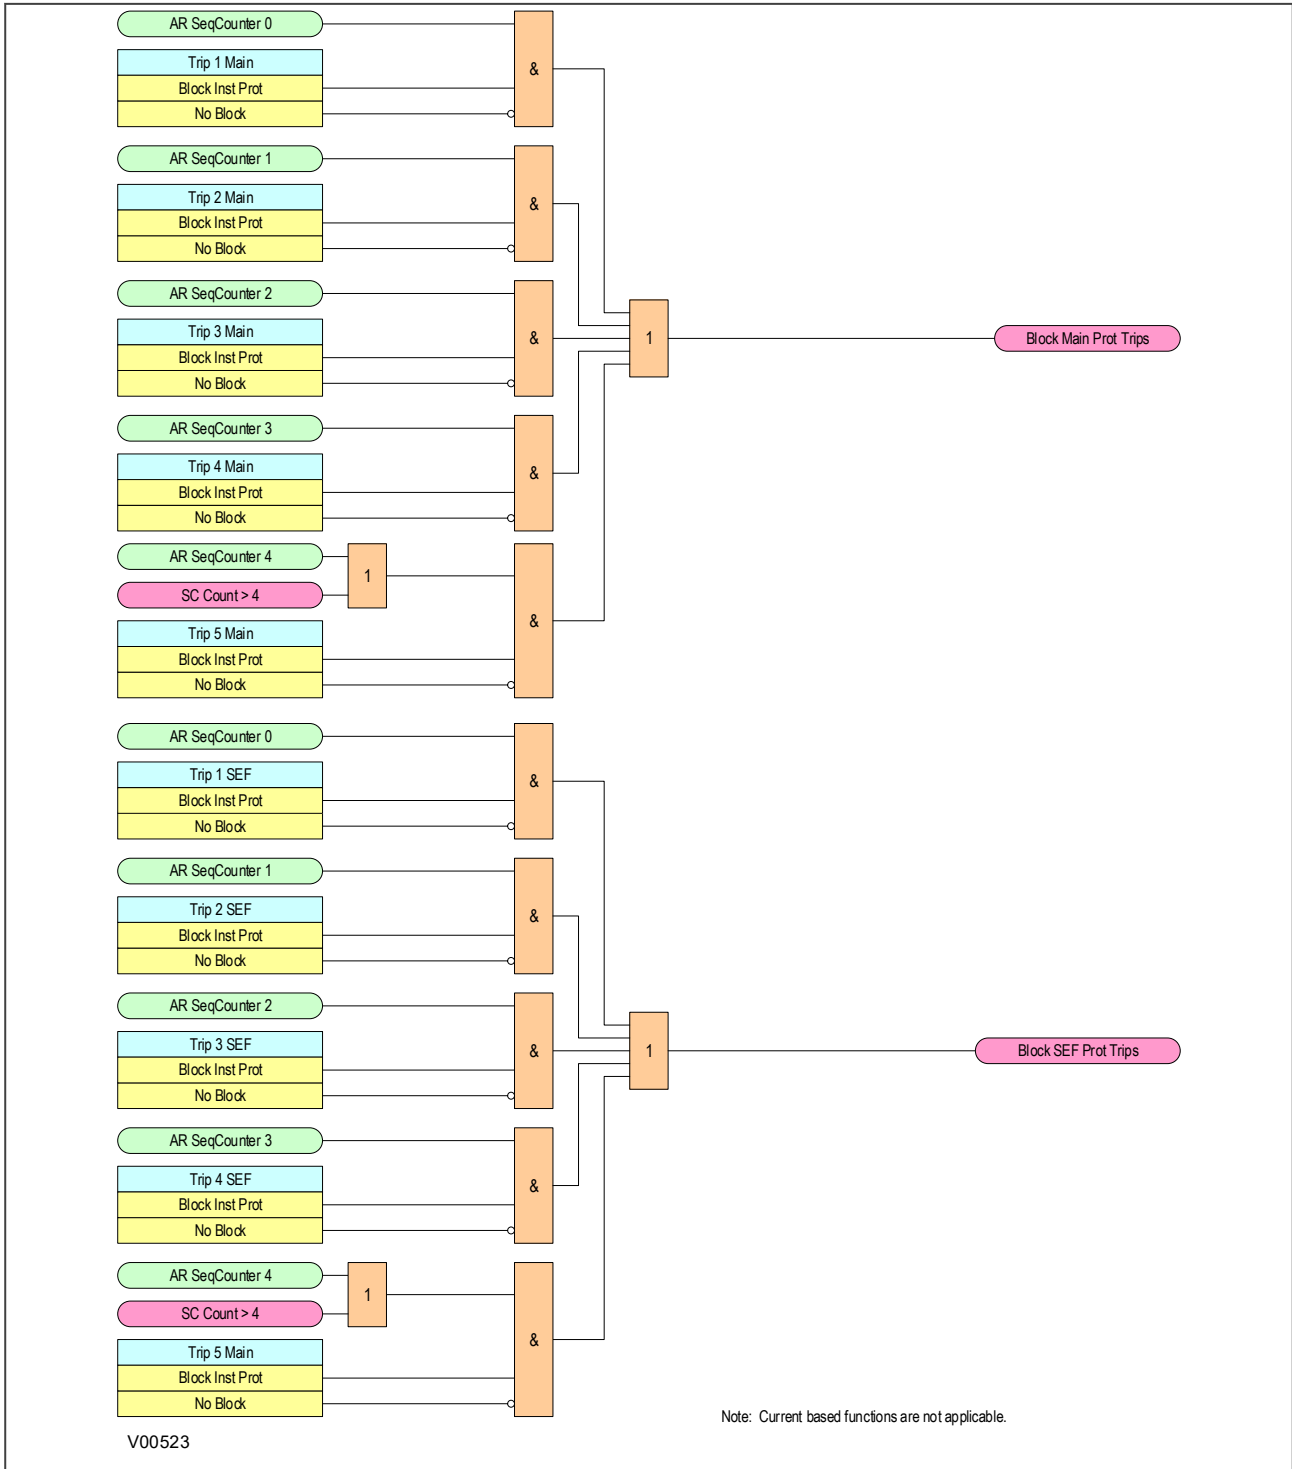 AR SeqCounter 0
Trip 1 Main
Block Inst Prot
No Block
&
AR SeqCounter 1
Trip 2 Main
Block Inst Prot
No Block
&
AR SeqCounter 2
Trip 3 Main
Block Inst Prot
No Block
&
1
Block Main Prot Trips
AR SeqCounter 3
Trip 4 Main
Block Inst Prot
No Block
&
AR SeqCounter 4
SC Count > 4
1
Trip 5 Main
Block Inst Prot
No Block
&
AR SeqCounter 0
Trip 1 SEF
Block Inst Prot
No Block
&
AR SeqCounter 1
Trip 2 SEF
Block Inst Prot
No Block
&
AR SeqCounter 2
Trip 3 SEF
Block Inst Prot
No Block
&
1
Block SEF Prot Trips
AR SeqCounter 3
Trip 4 SEF
Block Inst Prot
No Block
&
AR SeqCounter 4
SC Count > 4
1
Trip 5 Main
Block Inst Prot
No Block
&
Note: Current based functions are not applicable.
V00523